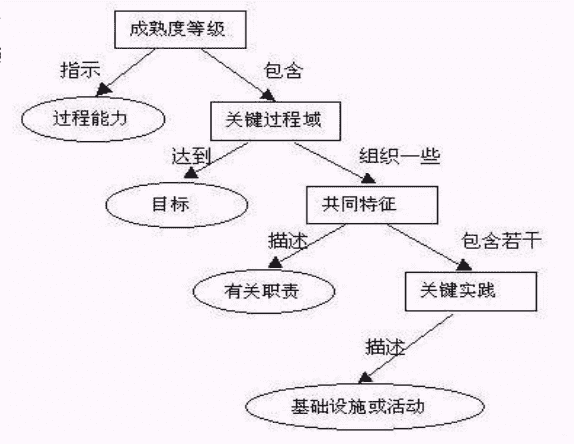 成熟度等级
指示
包含
过程能力
关键过程域
达到
组织一些
目标
共同特征
描述
包含若干
有关职责
关键实践
描述
基础设施或活动